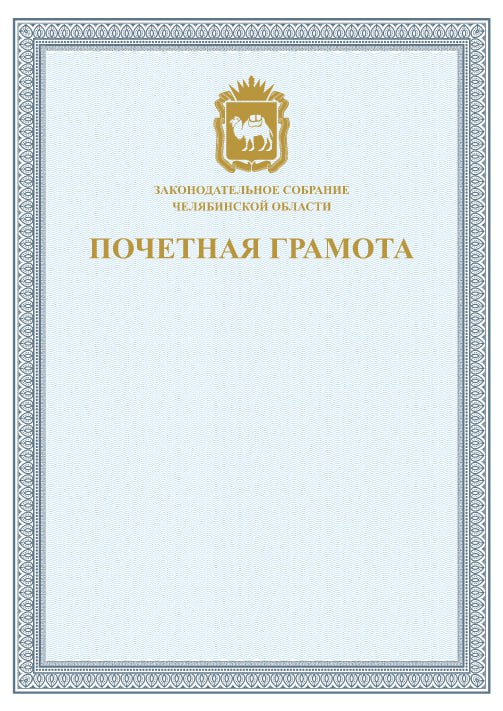 ЗАКОНОДАТЕЛЬНОЕ СОБРАНИЕ
ЧЕЛЯБИНСКОЙ ОБЛАСТИ
ПОЧЕТНАЯ ГРАМОТА